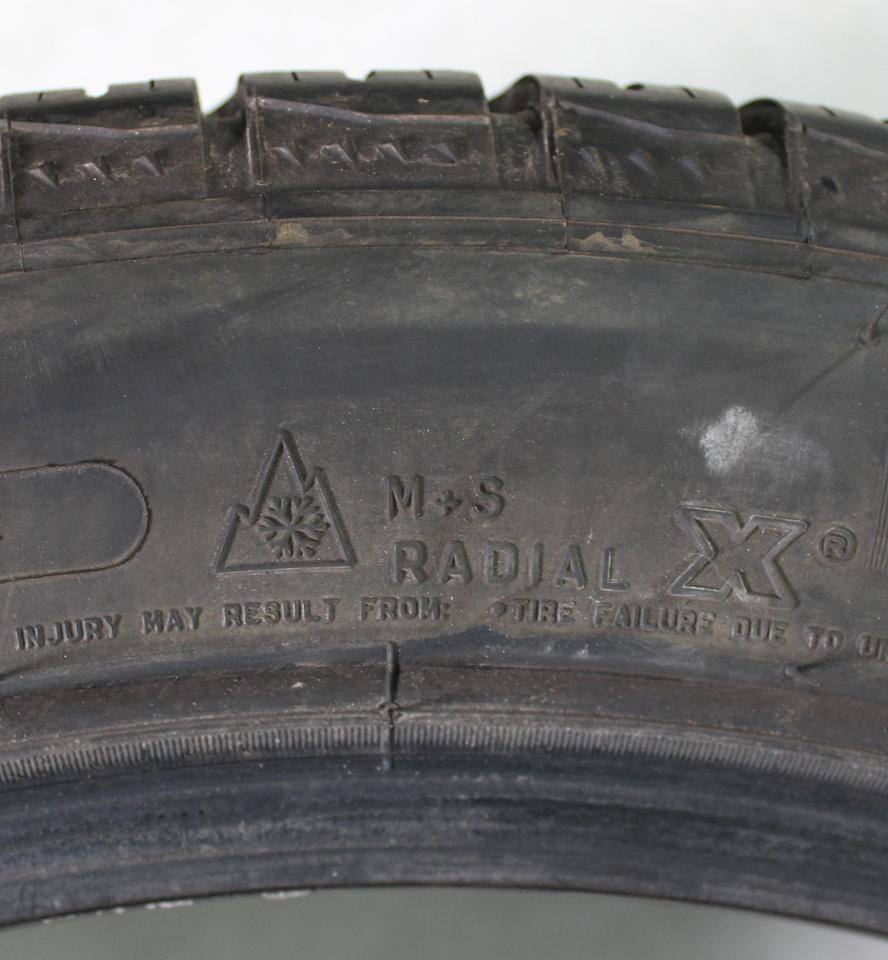 M+S
RADIAL X®
INJURY MAY RESULT FROM: •TIRE FAILURE DUE TO